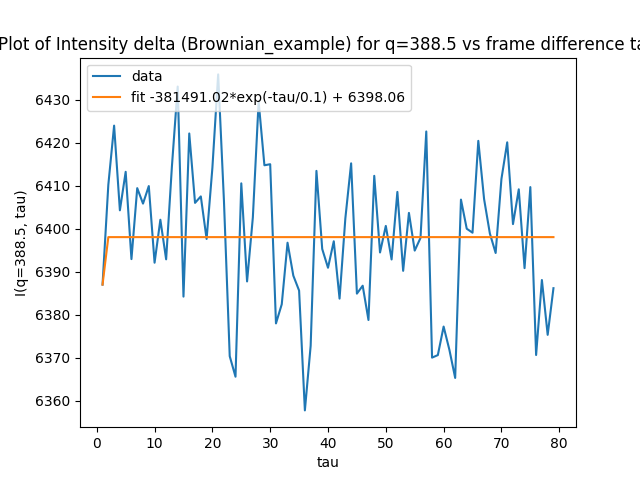 Plot of Intensity delta (Brownian_example) for q=388.5 vs frame difference ta
data
fit -381491.02*exp(-tau/0.1) + 6398.06
I(q=388.5, tau)
6430
6420
6410
6400
6390
6380
6370
6360
0 10 20 30 40 50 60 70 80
tau